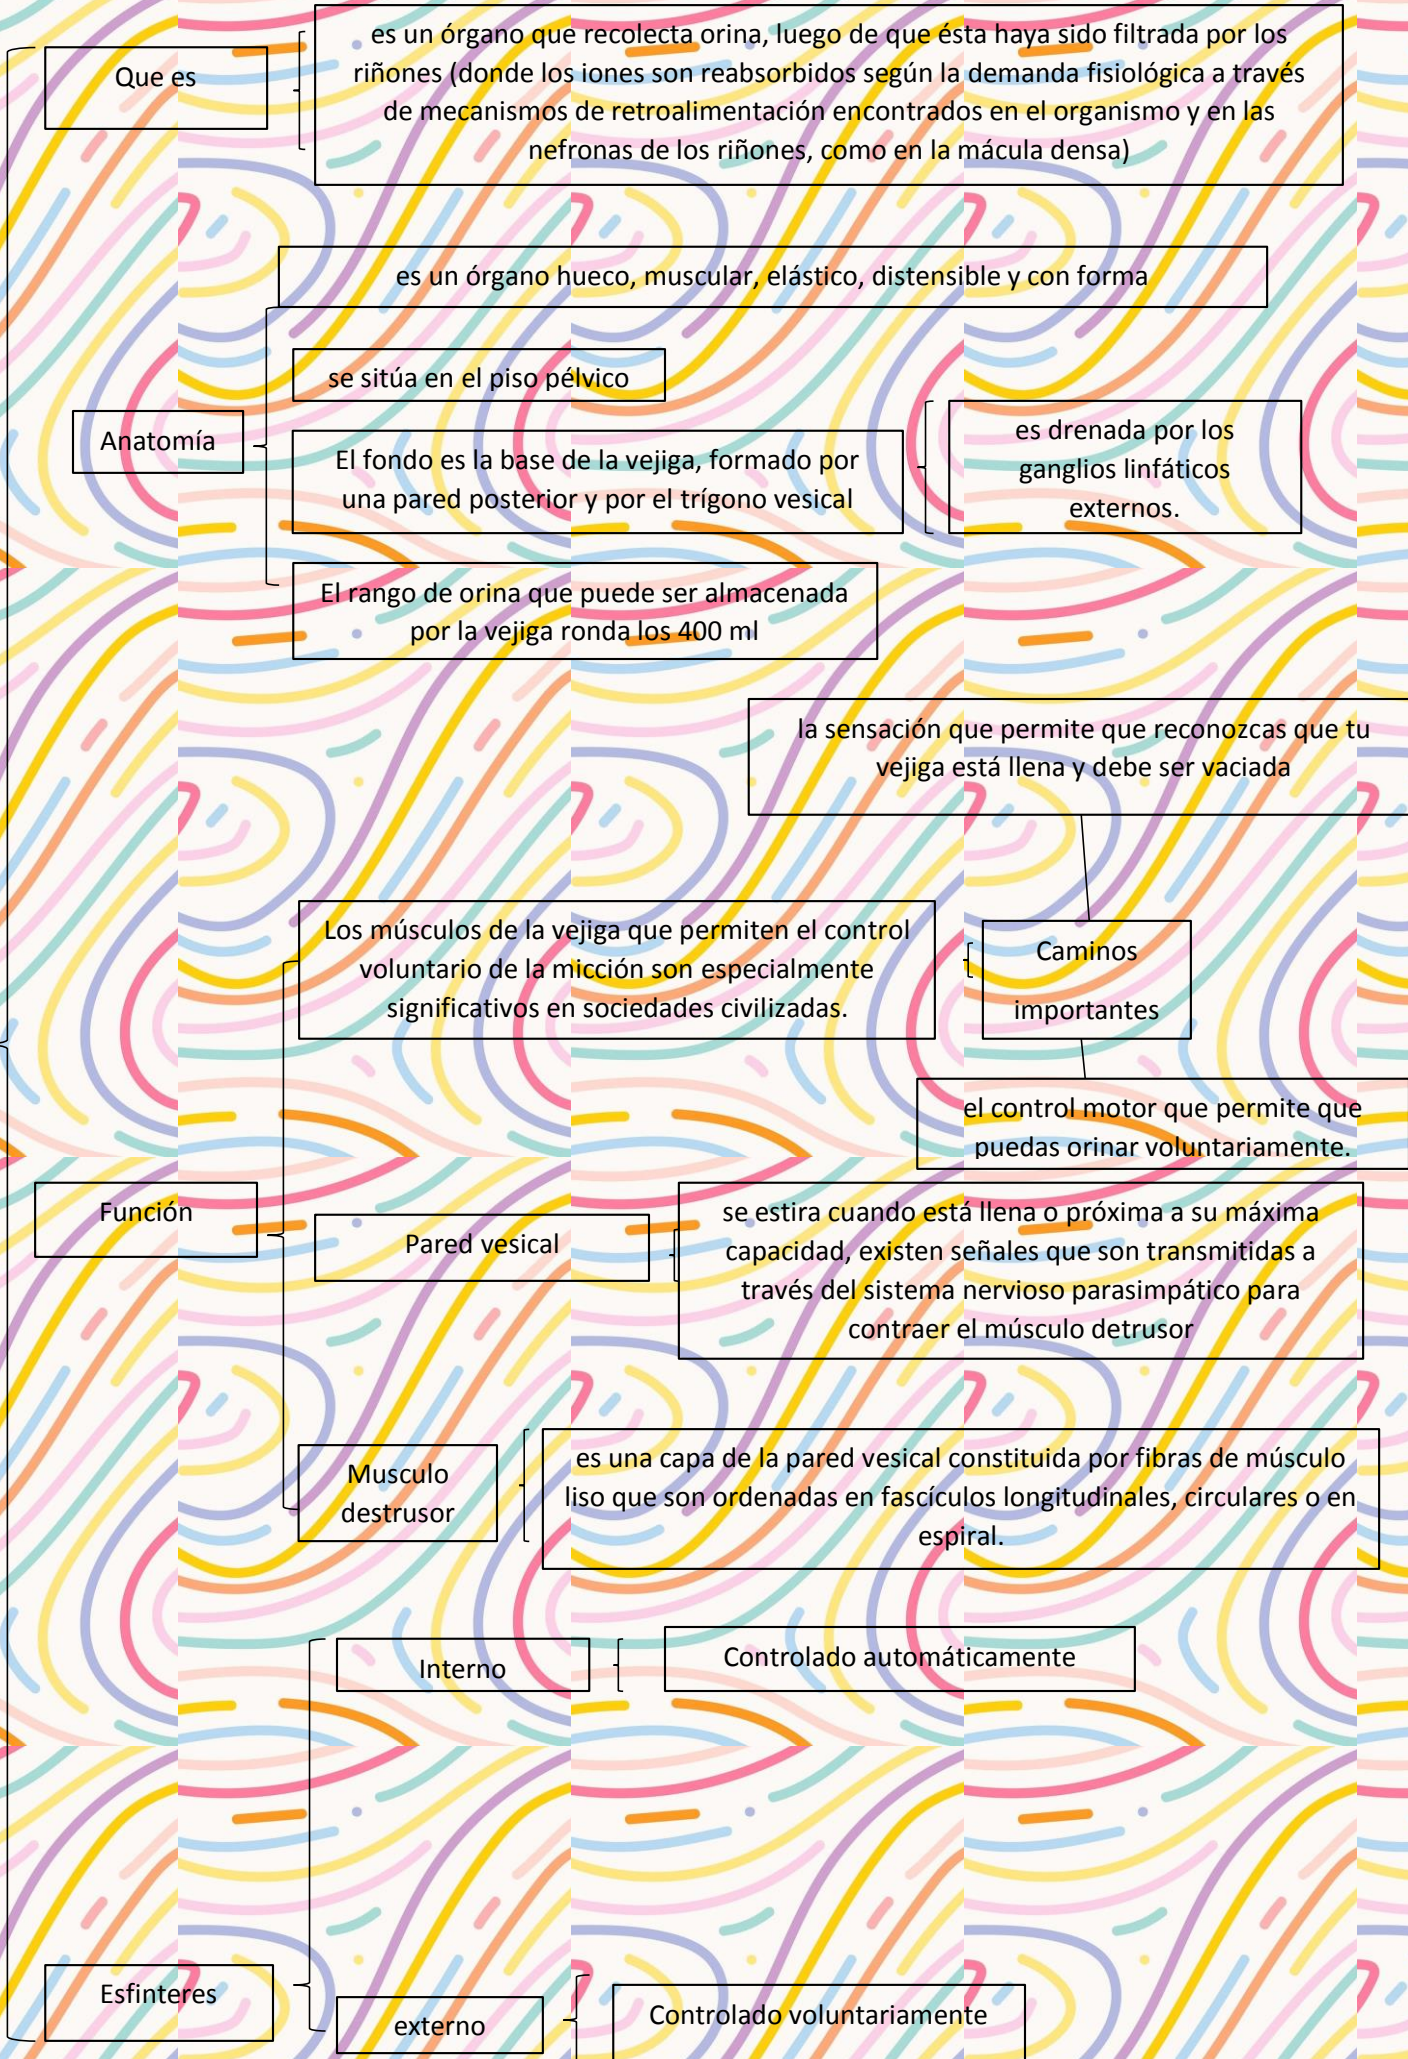 Que es
es un órgano que recolecta orina, luego de que ésta haya sido filtrada por los
riñones (donde los iones son reabsorbidos según la demanda fisiológica a través
de mecanismos de retroalimentación encontrados en el organismo y en las
nefronas de los riñones, como en la mácula densa)
es un órgano hueco, muscular, elástico, distensible y con forma
se sitúa en el piso pélvico
Anatomía
El fondo es la base de la vejiga, formado por
una pared posterior y por el trígono vesical
es drenada por los
ganglios linfáticos
externos.
El rango de orina que puede ser almacenada
por la vejiga ronda los 400 ml
la sensación que permite que reconozcas que tu
vejiga está llena y debe ser vaciada
Los músculos de la vejiga que permiten el control
voluntario de la micción son especialmente
significativos en sociedades civilizadas.
Caminos
importantes
el control motor que permite que
puedas orinar voluntariamente.
Función
Pared vesical
se estira cuando está llena o próxima a su máxima
capacidad, existen señales que son transmitidas a
través del sistema nervioso parasimpático para
contraer el músculo detrusor
Musculo
destrusor
es una capa de la pared vesical constituida por fibras de músculo
liso que son ordenadas en fascículos longitudinales, circulares o en
espiral.
Interno
Controlado automáticamente
Esfinteres
externo
Controlado voluntariamente